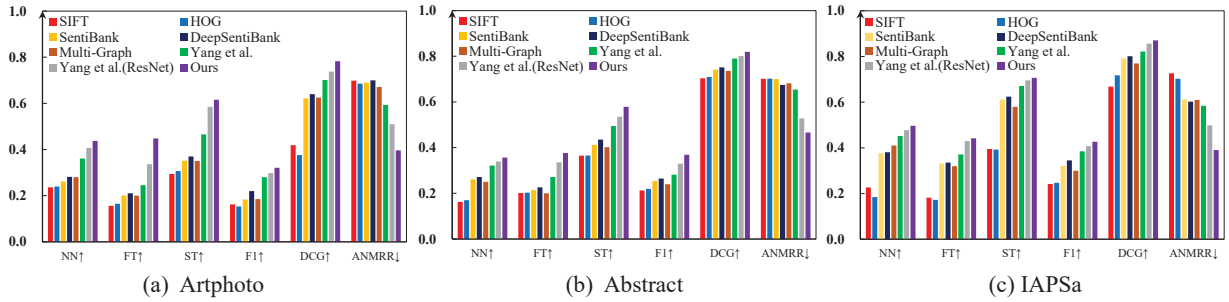 1.0
0.8
0.6
0.4
0.2
0.0
SIFT HOG
SentiBank DeepSentiBank
Multi-Graph Yang et al.
Yang et al.(ResNet) Ours
NN↑ FT↑ ST↑ F1↑ DCG↑ ANMRR↓
(a) Artphoto
1.0
0.8
0.6
0.4
0.2
0.0
SIFT HOG
SentiBank DeepSentiBank
Multi-Graph Yang et al.
Yang et al.(ResNet) Ours
NN↑ FT↑ ST↑ F1↑ DCG↑ ANMRR↓
(b) Abstract
1.0
0.8
0.6
0.4
0.2
0.0
SIFT HOG
SentiBank DeepSentiBank
Multi-Graph Yang et al.
Yang et al.(ResNet) Ours
NN↑ FT↑ ST↑ F1↑ DCG↑ ANMRR↓
(c) IAPSa